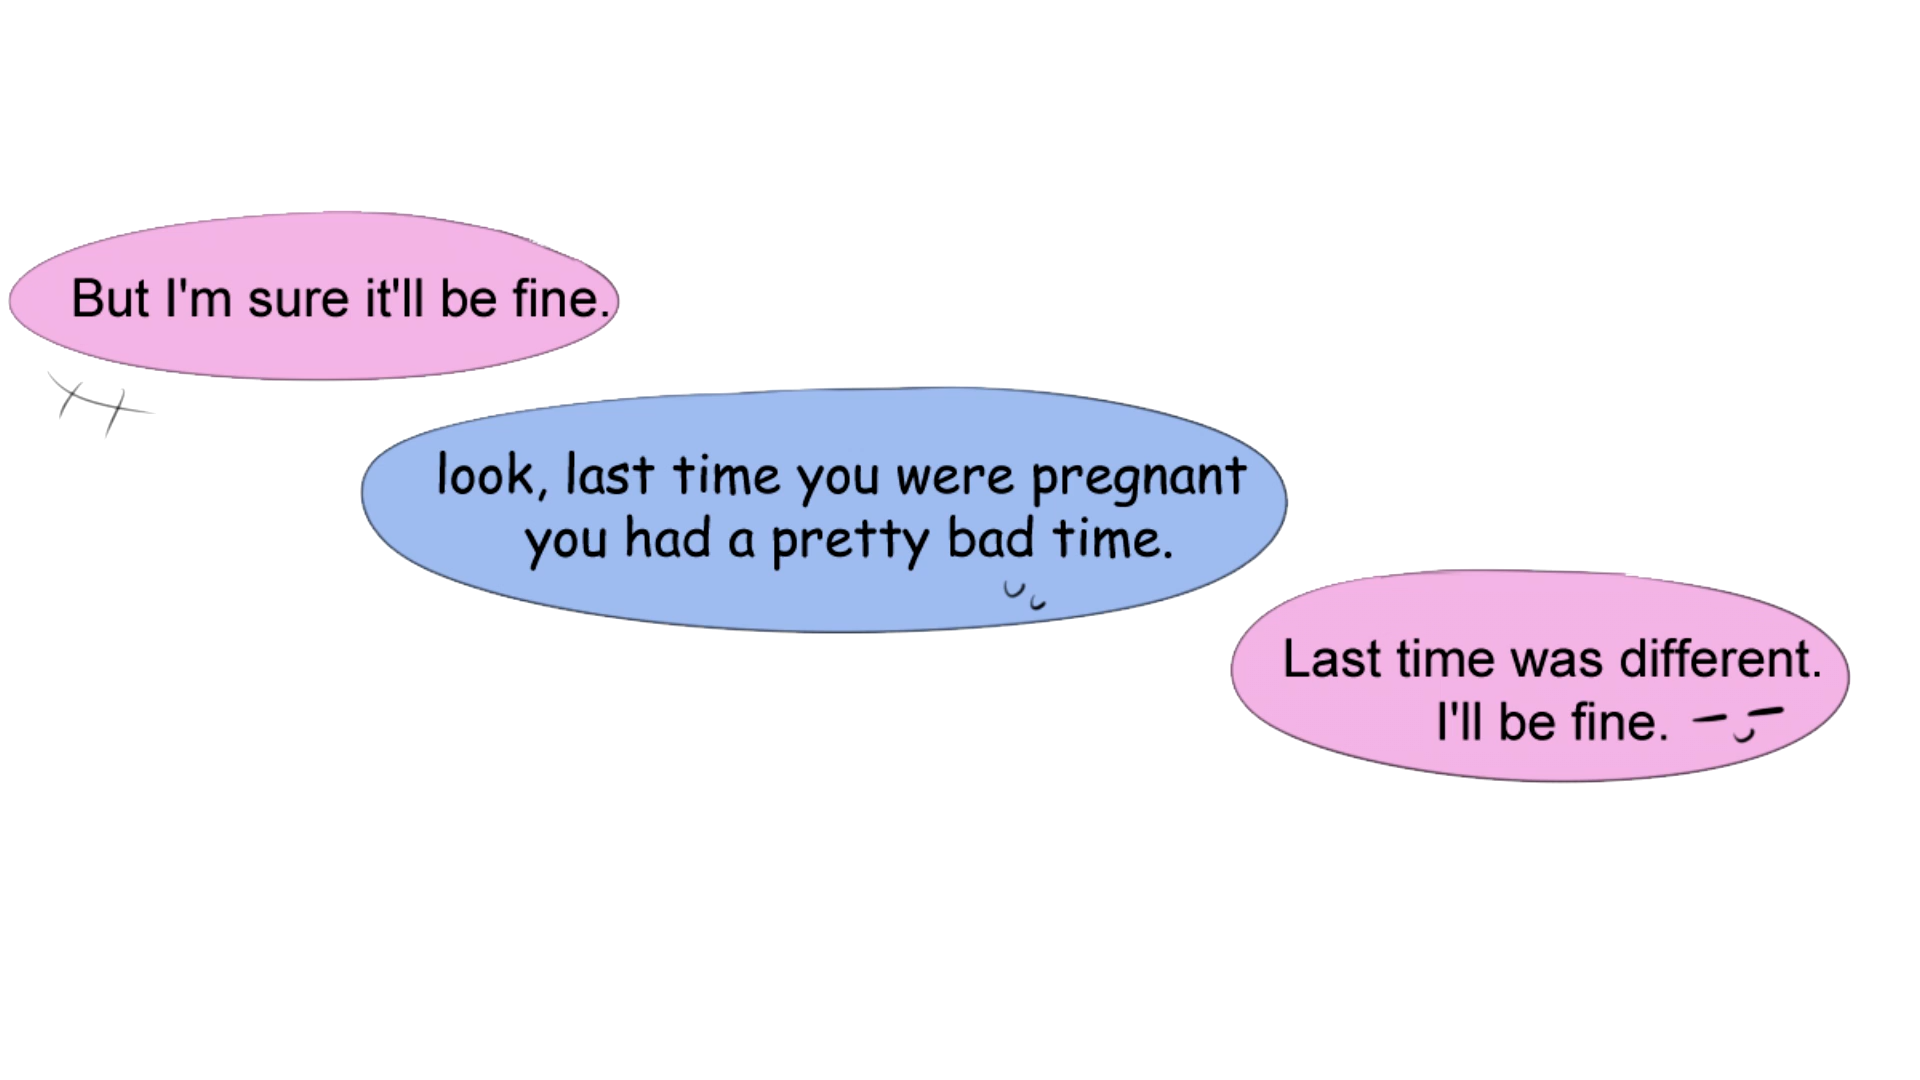 But I'm sure it'll be fine.
look, last time you were pregnant
you had a pretty bad time.
Last time was different.
I'll be fine.